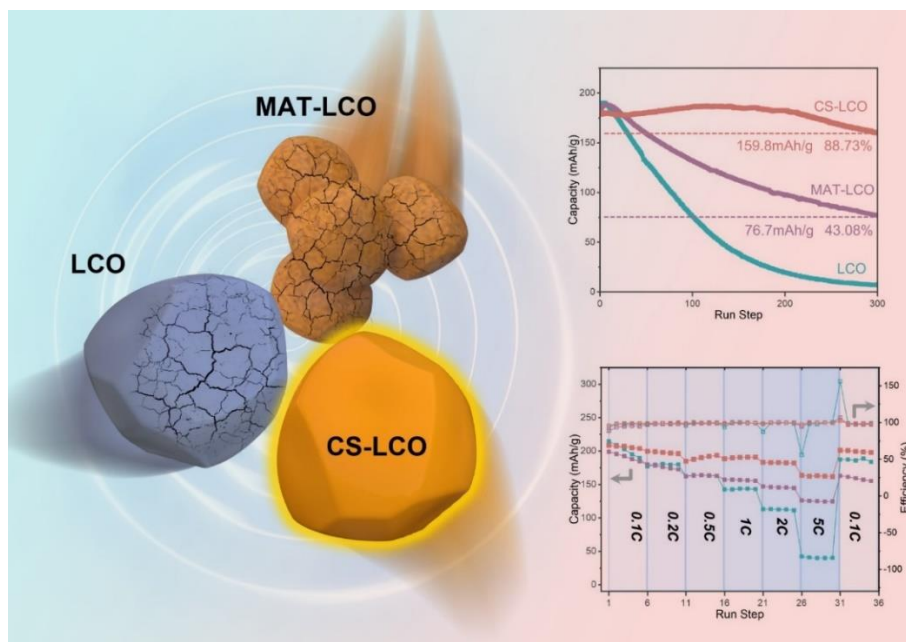 MAT-LCO
LCO
CS-LCO
CS-LCO
159.8mAh/g 88.73%
MAT-LCO
76.7mAh/g 43.08%
LCO
Capacity (mAh/g)
200
150
100
50
0
0 100 200 300
Run Step
Capacity (mAh/g)
300
250
200
150
100
50
0
0.1C 0.2C 0.5C 1C 2C 5C 0.1C
150
100
50
0
-50
-100
Efficiency (%)
1 6 11 16 21 26 31 36
Run Step